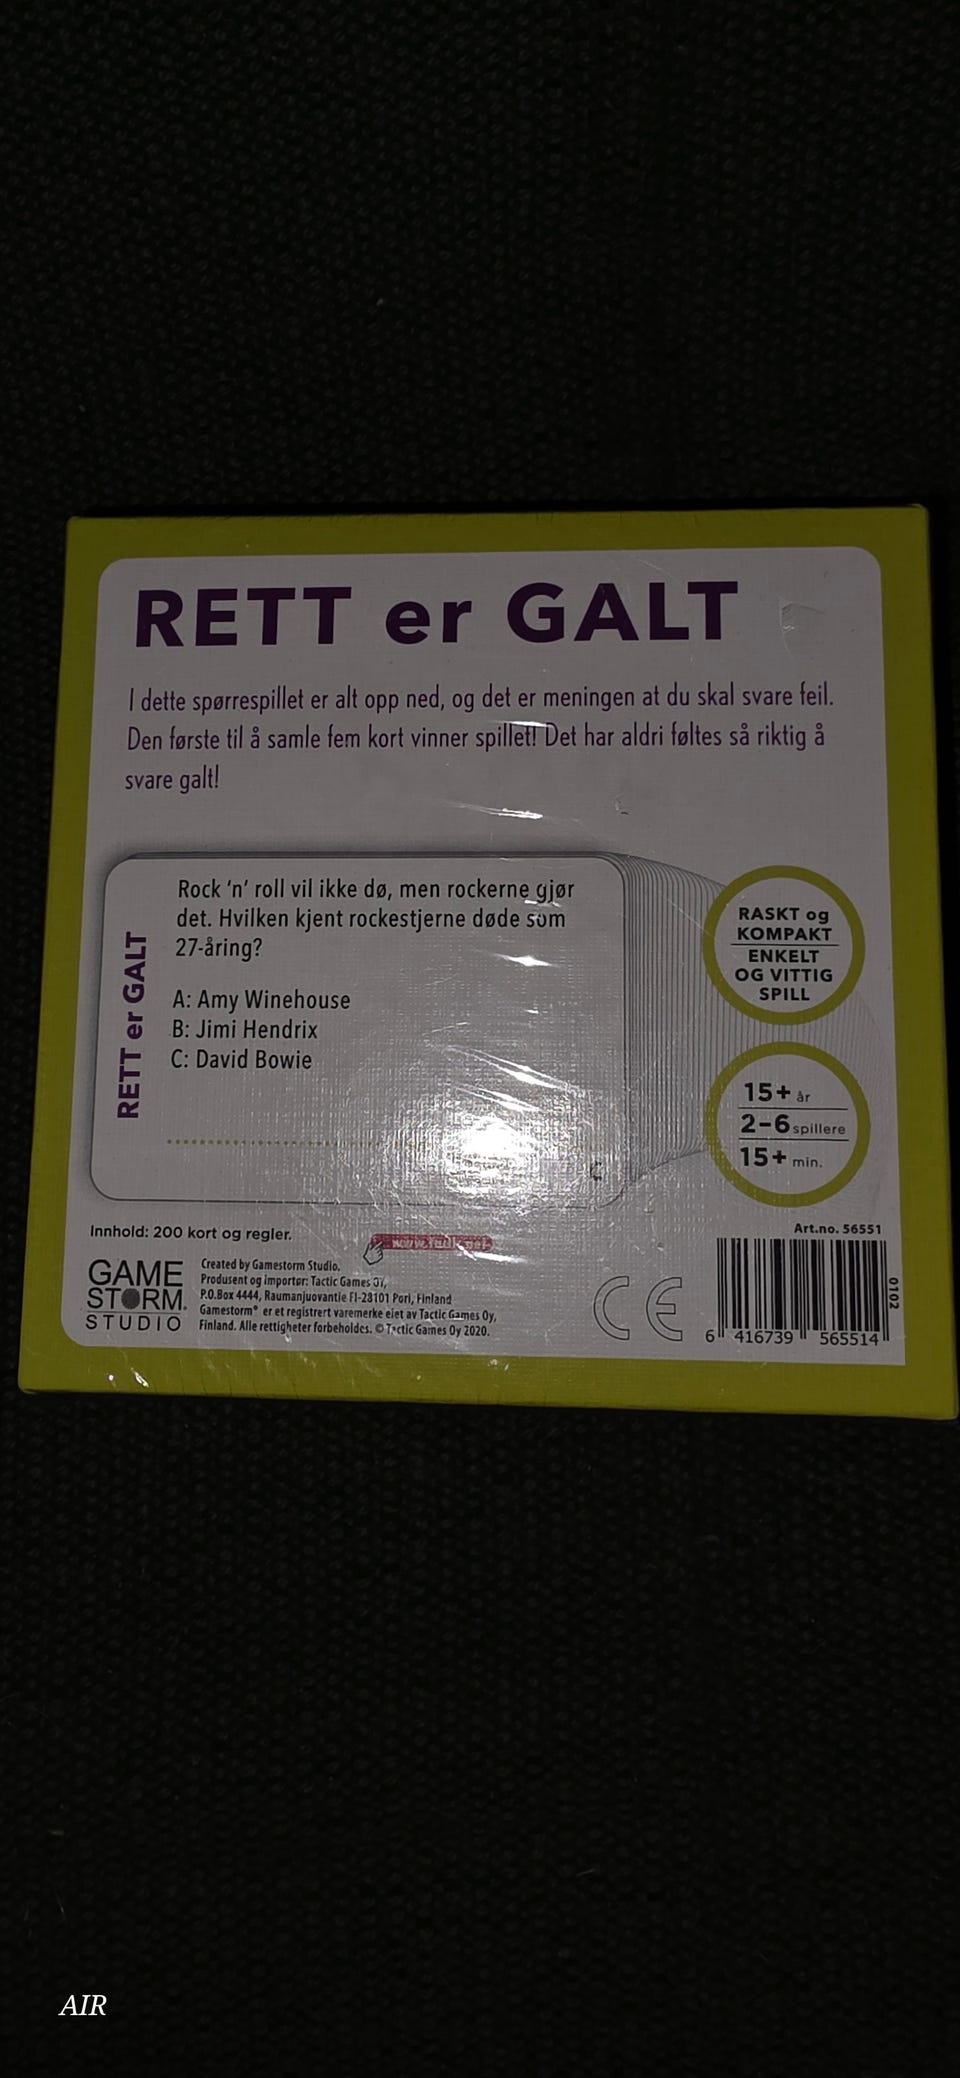 RETT er GALT
I dette spørrespillet er alt opp ned, og det er meningen at du skal svare feil.
Den første til å samle fem kort vinner spillet! Det har aldri føltes så riktig å
svare galt!
RETT er GALT
Rock ‘n’ roll vil ikke dø, men rockerne gjør
det. Hvilken kjent rockestjerne døde som
27-åring?
A: Amy Winehouse
B: Jimi Hendrix
C: David Bowie
C
RASKT og
KOMPAKT
ENKELT
OG VITTIG
SPILL
15+ år
2–6 spillere
15+ min.
Innhold: 200 kort og regler.
GAME
STORM
STUDIO
Created by Gamestorm Studio.
Produsent og importør: Tactic Games Oy,
P.O.Box 4444, Raumanjuovantie FI-28101 Pori, Finland
Gamestorm® er et registrert varemerke eiet av Tactic Games Oy,
Finland. Alle rettigheter forbeholdes. © Tactic Games Oy 2020.
CE
Art.no. 56551
0102
6 416739 565514
AIR